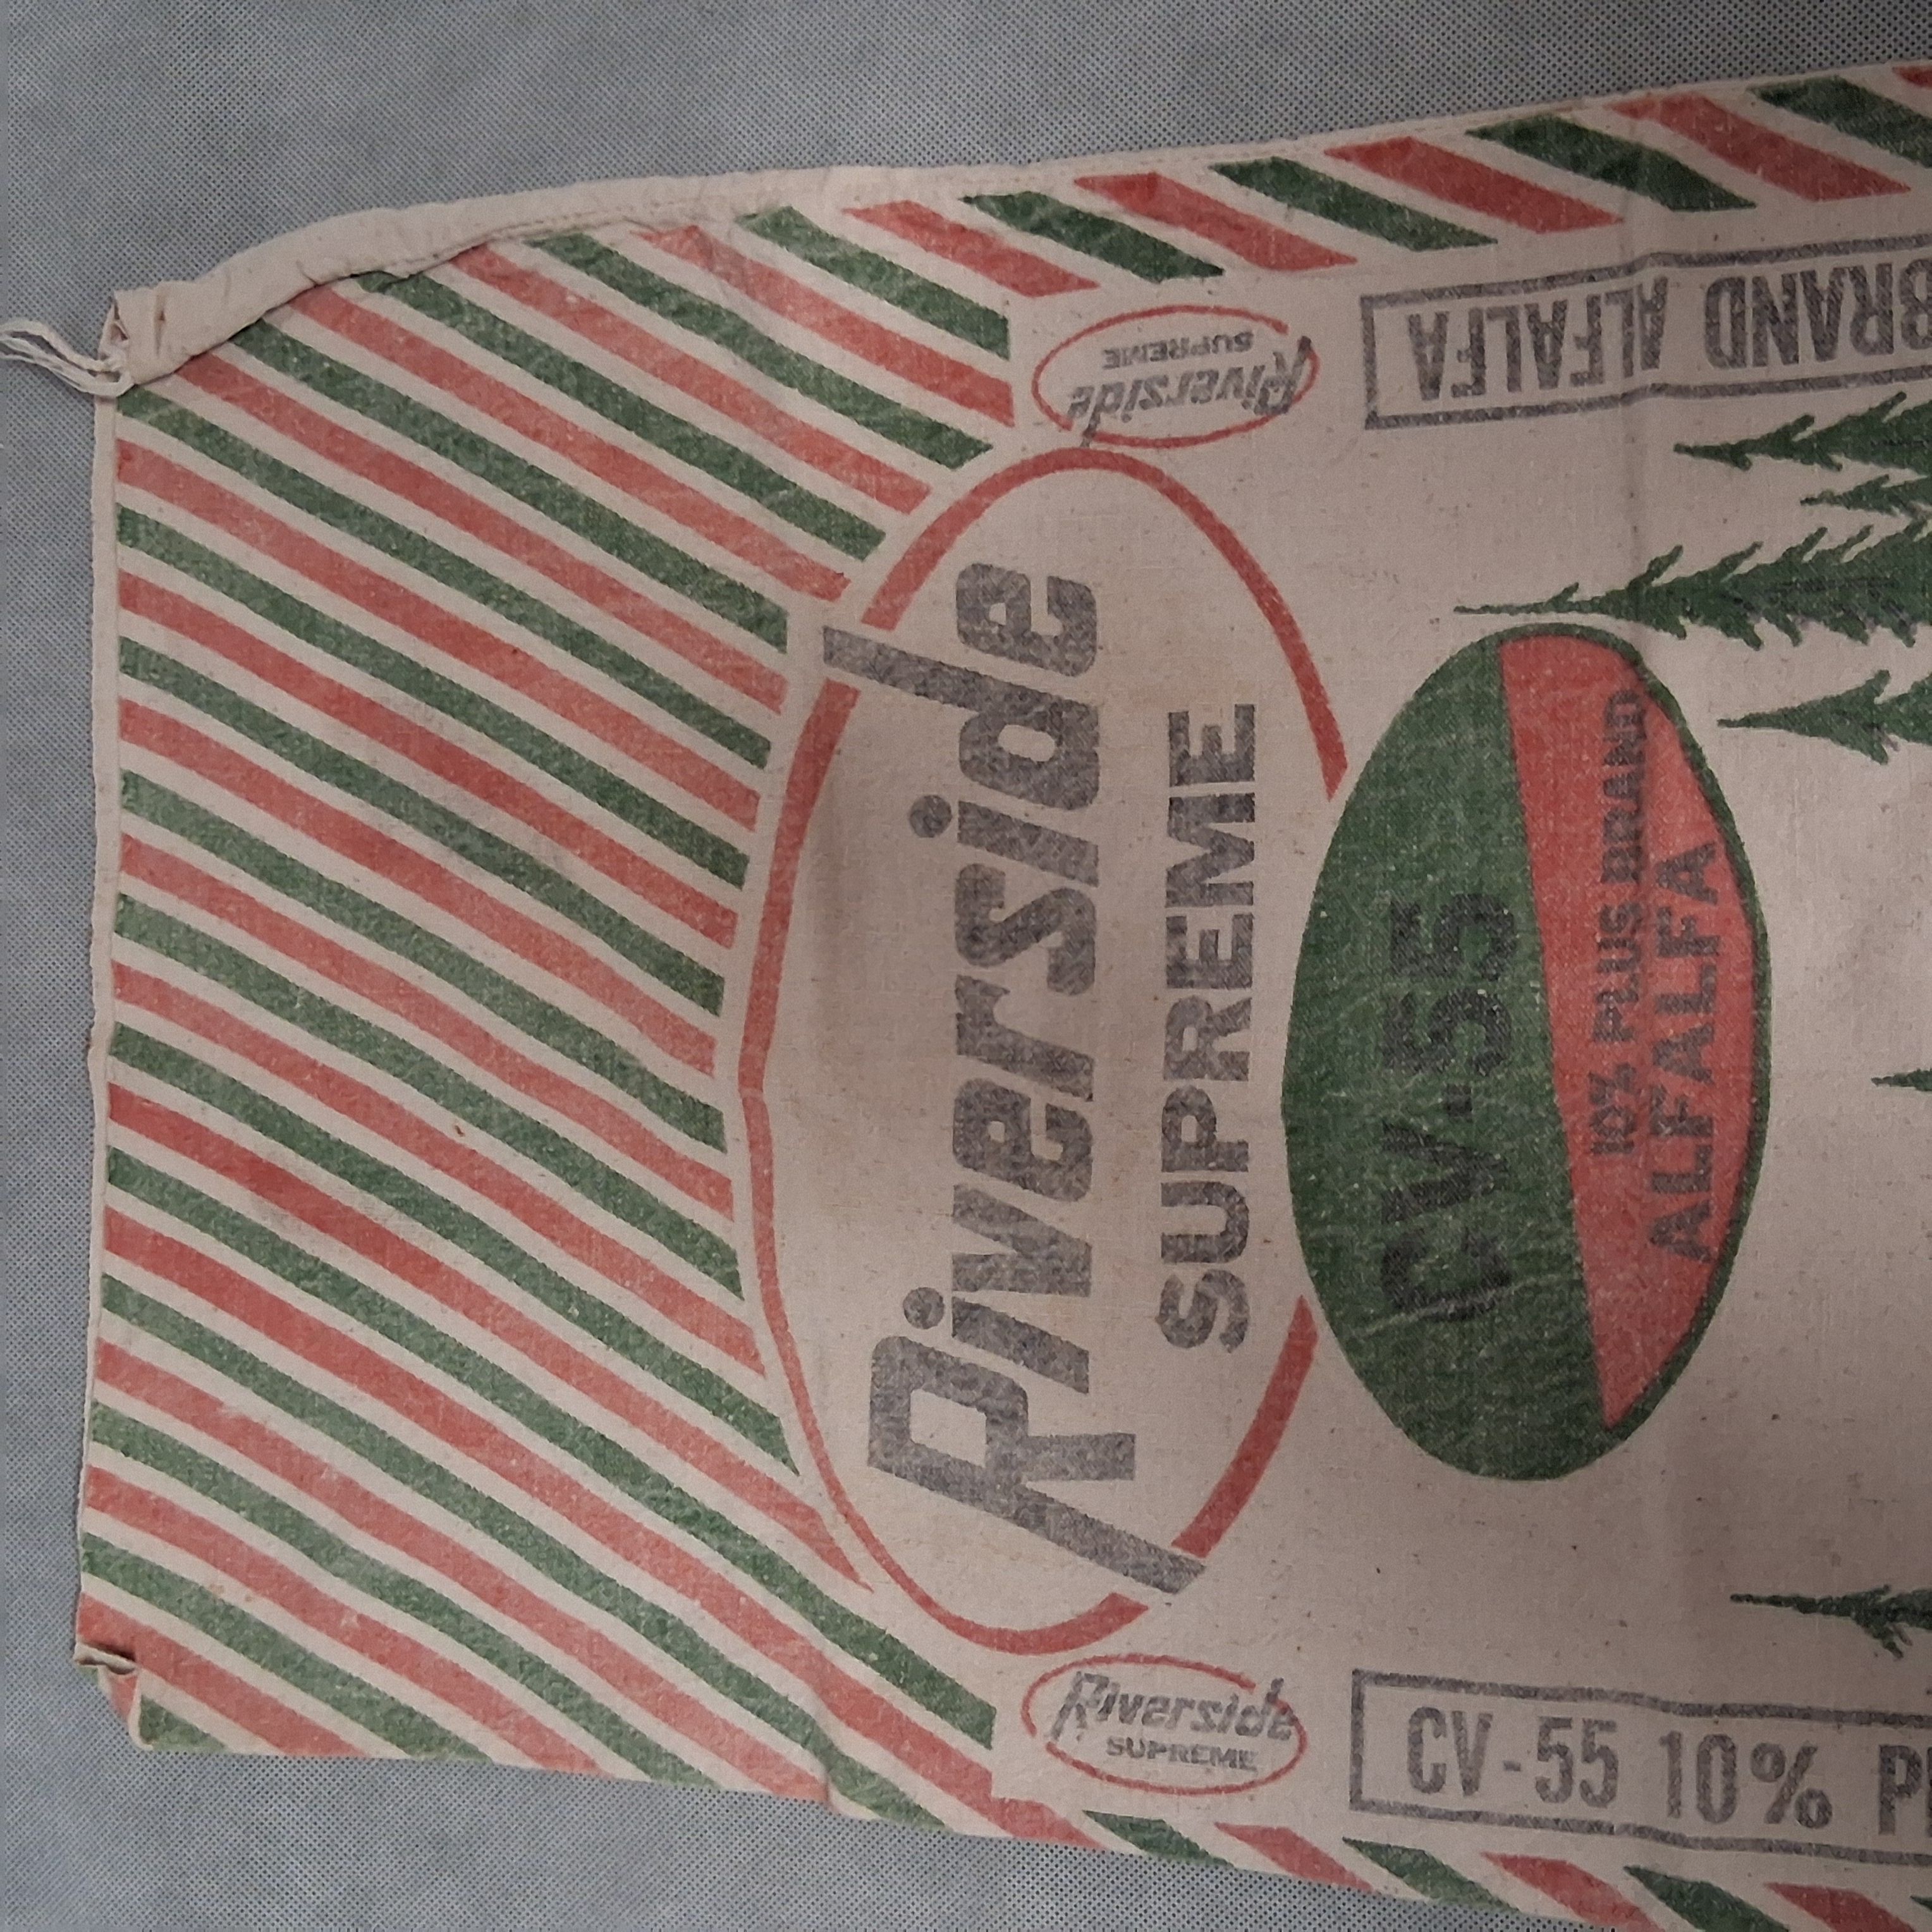 Riverside
SUPREME
CV-55
10% PLUS BRAND
ALFALFA
Riverside
SUPREME
BRAND ALFALFA
Riverside
SUPREME
CV-55 10%